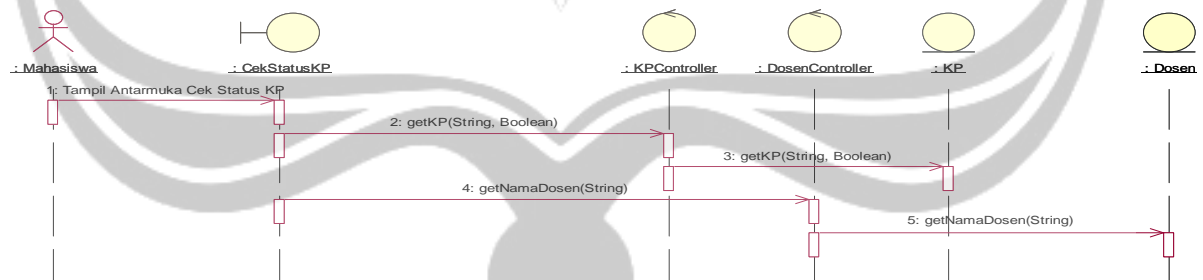 : Mahasiswa
: CekStatusKP
: KPController
: DosenController
: KP
: Dosen
1: Tampil Antarmuka Cek Status KP
2: getKP(String, Boolean)
3: getKP(String, Boolean)
4: getNamaDosen(String)
5: getNamaDosen(String)